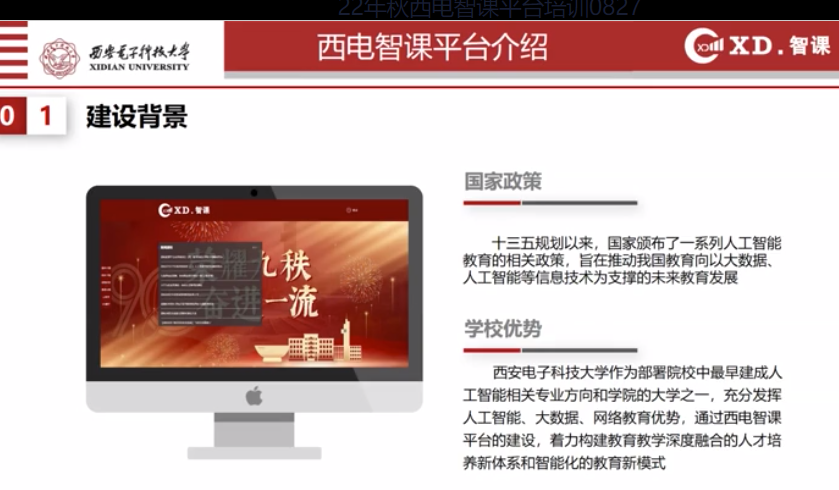 22年秋西电智课平台培训0827
西安电子科技大学
XIDIAN UNIVERSITY
西电智课平台介绍
XD.智课
01
建设背景
XD.智课
荣耀九秩
奋进一流
国家政策
十三五规划以来，国家颁布了一系列人工智能
教育的相关政策，旨在推动我国教育向以大数据、
人工智能等信息技术为支撑的未来教育发展
学校优势
西安电子科技大学作为部署院校中最早建成人
工智能相关专业方向和学院的大学之一，充分发挥
人工智能、大数据、网络教育优势，通过西电智课
平台的建设，着力构建教育教学深度融合的人才培
养新体系和智能化的教育新模式